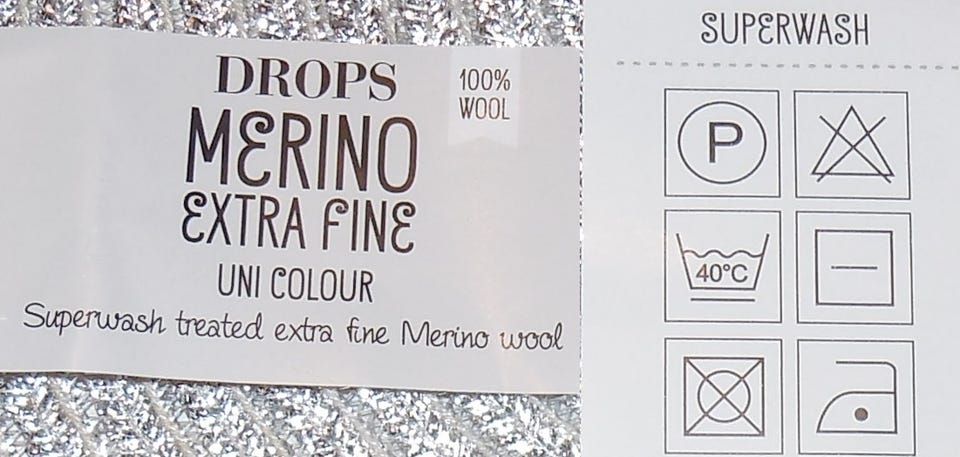 DROPS
MERINO
EXTRA FINE
UNI COLOUR
Superwash treated extra fine Merino wool
100%
WOOL
SUPERWASH
P
40°C